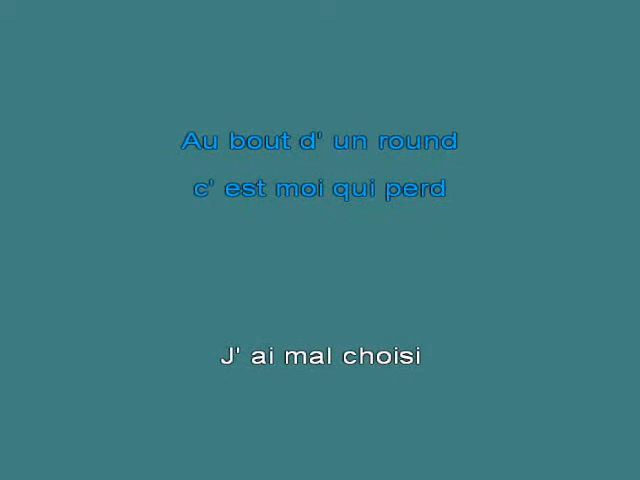 Au bout d' un round
c' est moi qui perd
J' ai mal choisi